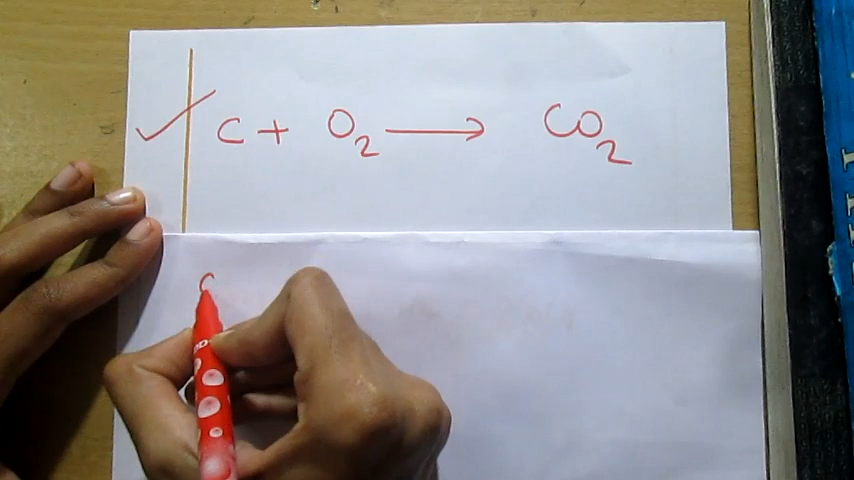 ✓ C + O₂ ⟶ CO₂
C